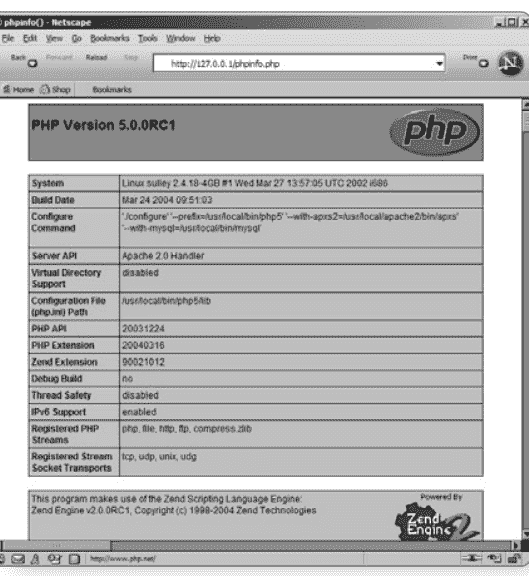 phpinfo() - Netscape
File Edit View Go Bookmarks Tools Window Help
Back Forward Reload Stop http://127.0.0.1/phpinfo.php Print N
Home Shop Bookmarks
PHP Version 5.0.0RC1
php
System Linux sulley 2.4.18-4GB #1 Wed Mar 27 13:57:05 UTC 2002 i686
Build Date Mar 24 2004 09:51:03
Configure Command './configure' '--prefix=/usr/local/bin/php5' '--with-apxs2=/usr/local/apache2/bin/apxs'
'--with-mysql=/usr/local/bin/mysql'
Server API Apache 2.0 Handler
Virtual Directory Support disabled
Configuration File (php.ini) Path /usr/local/bin/php5/lib
PHP API 20031224
PHP Extension 20040316
Zend Extension 90021012
Debug Build no
Thread Safety disabled
IPv6 Support enabled
Registered PHP Streams php, file, http, ftp, compress.zlib
Registered Stream Socket Transports tcp, udp, unix, udg
This program makes use of the Zend Scripting Language Engine:
Zend Engine v2.0.0RC1, Copyright (c) 1998-2004 Zend Technologies
Powered By
Zend Engine 2
http://www.php.net/